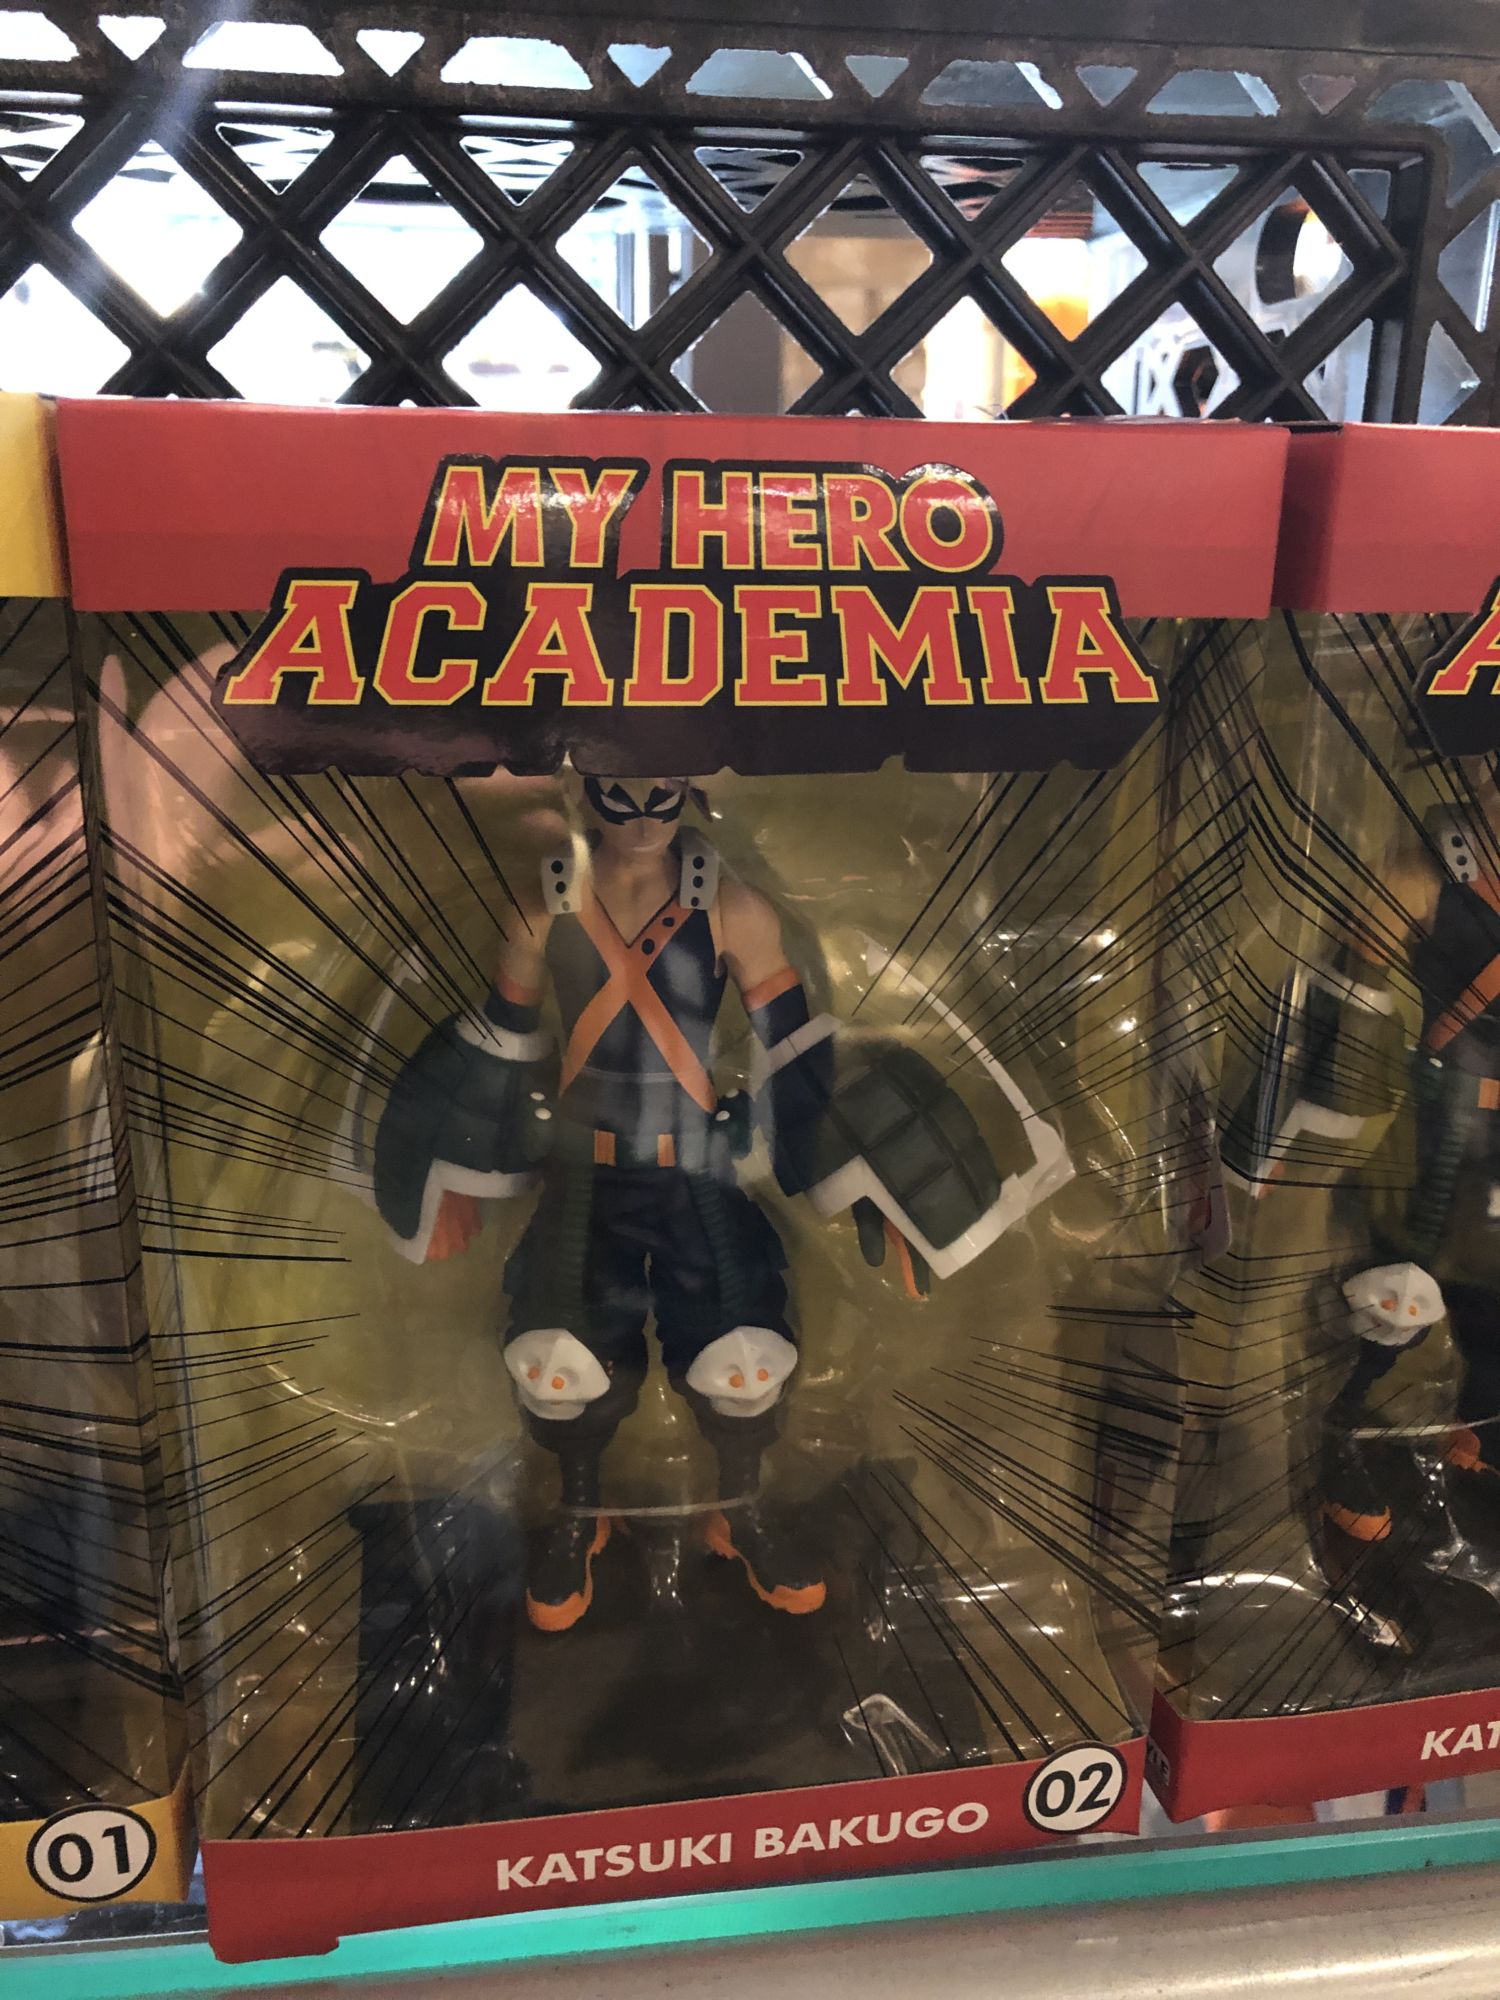 MY HERO
ACADEMIA
01
KATSUKI BAKUGO
02
KAT